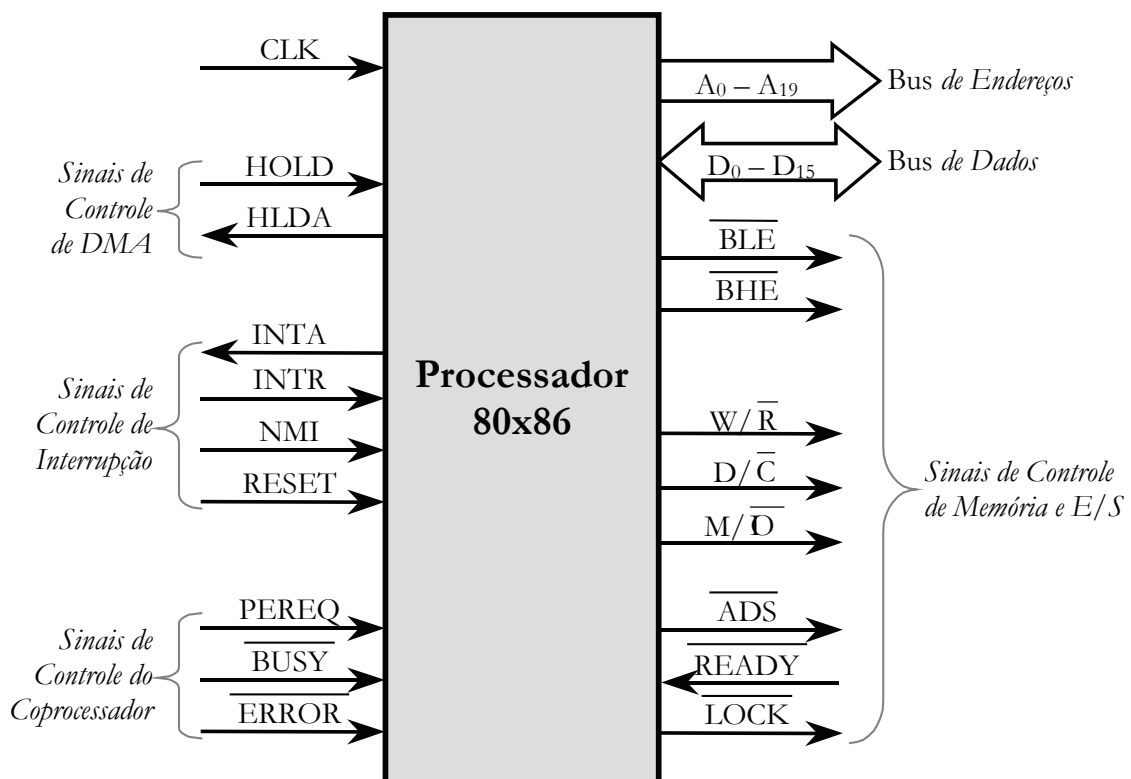 CLK
Sinais de
Controle
de DMA
HOLD
HLDA
Sinais de
Controle de
Interrupção
INTA
INTR
NMI
RESET
Sinais de
Controle do
Coprocessador
PEREQ
BUSY
ERROR
Processador
80x86
A0 – A19
Bus de Endereços
D0 – D15
Bus de Dados
BLE
BHE
W/ R
D/ C
M/ IO
ADS
READY
LOCK
Sinais de Controle
de Memória e E/S